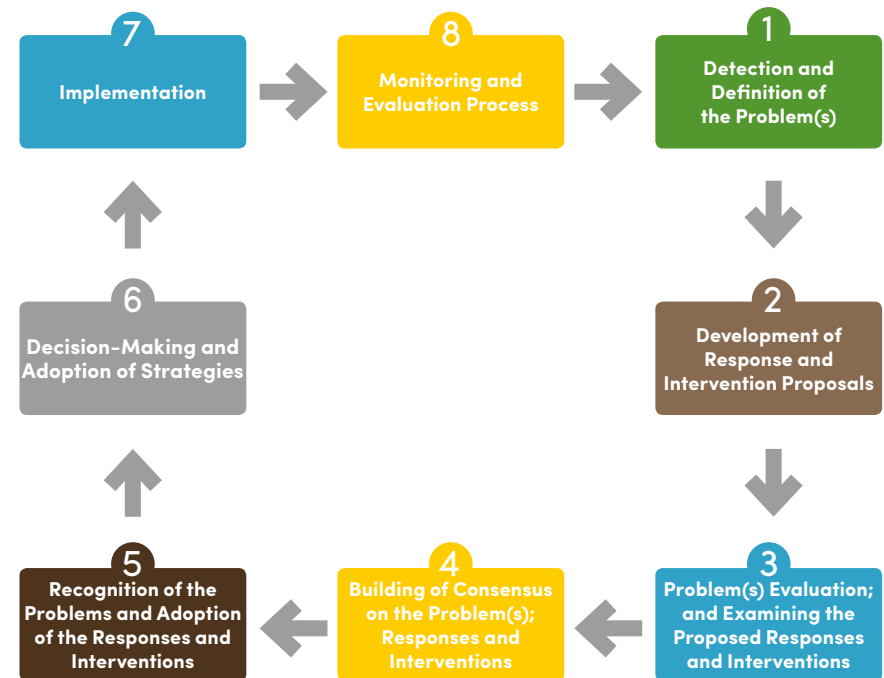 7
Implementation
8
Monitoring and
Evaluation Process
1
Detection and
Definition of
the Problem(s)
2
Development of
Response and
Intervention Proposals
3
Problem(s) Evaluation;
and Examining the
Proposed Responses
and Interventions
4
Building of Consensus
on the Problem(s);
Responses and
Interventions
5
Recognition of the
Problems and Adoption
of the Responses and
Interventions
6
Decision-Making and
Adoption of Strategies